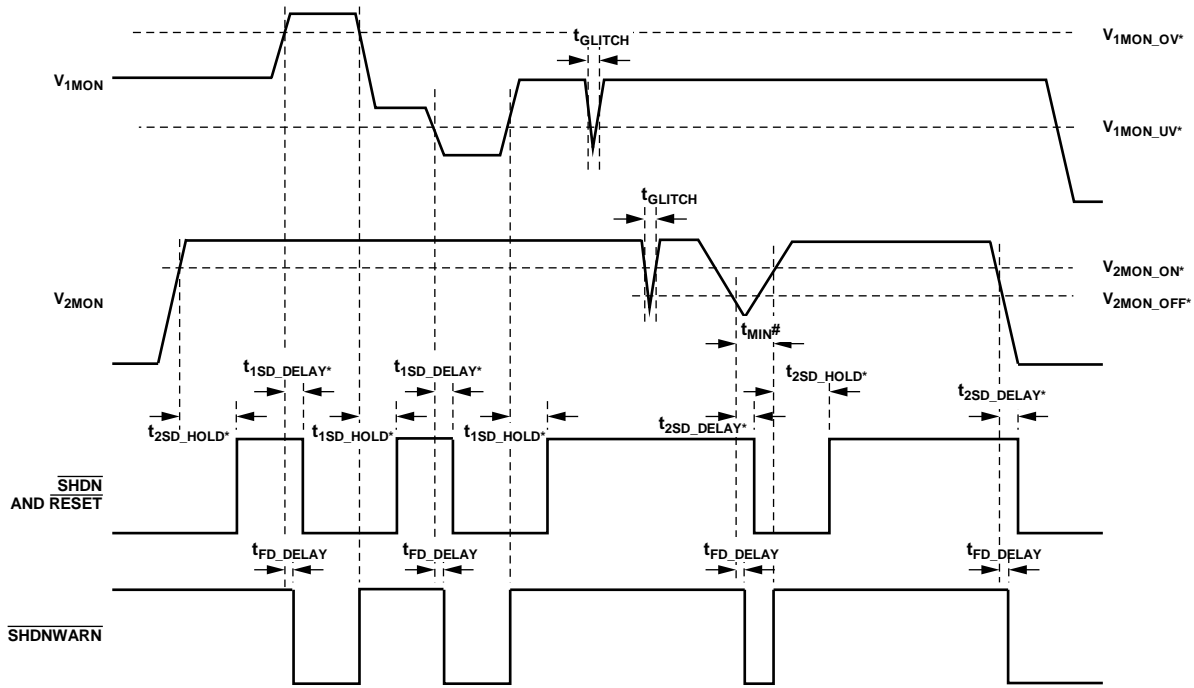 tGLITCH
V1MON_OV*
V1MON
V1MON_UV*
tGLITCH
V2MON_ON*
V2MON
V2MON_OFF*
tMIN#
t1SD_DELAY*
t1SD_DELAY*
t2SD_HOLD*
t2SD_DELAY*
t2SD_HOLD*
t1SD_HOLD*
t1SD_HOLD*
t2SD_DELAY*
SHDN
AND RESET
tFD_DELAY
tFD_DELAY
tFD_DELAY
tFD_DELAY
SHDNWARN